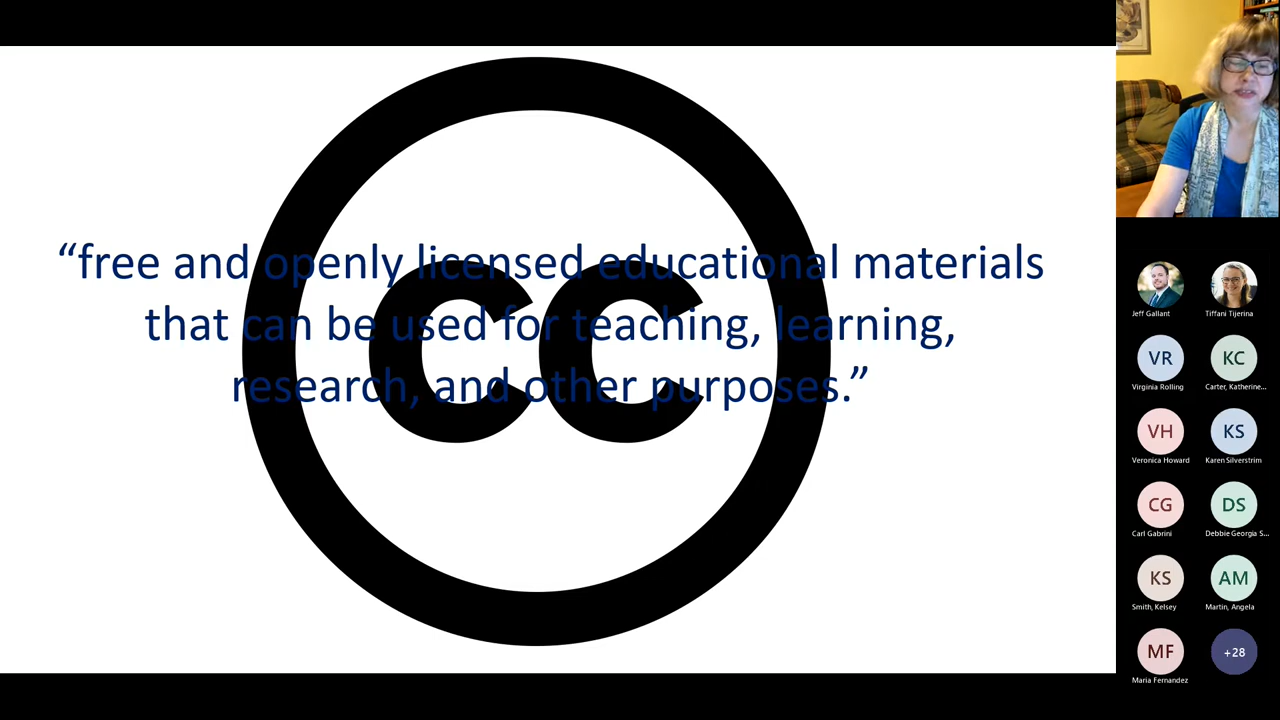 “free and openly licensed educational materials
that can be used for teaching, learning,
research, and other purposes.”
cc
Jeff Gallant
Tiffani Tijerina
VR
KC
Virginia Rolling
Carter, Katherine...
VH
KS
Veronica Howard
Karen Silverstrim
CG
DS
Carl Gabrini
Debbie Georgia S...
KS
AM
Smith, Kelsey
Martin, Angela
MF
+28
Maria Fernandez